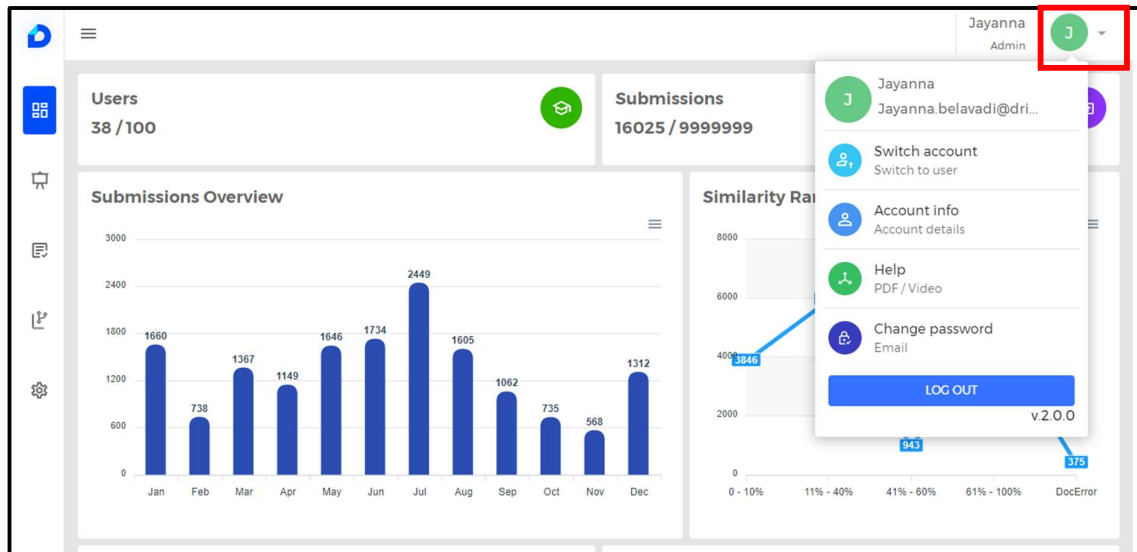 Jayanna
Admin
J
Users
38 / 100
Submissions
16025 / 9999999
J
Jayanna
Jayanna.belavadi@dri...
Switch account
Switch to user
Account info
Account details
Help
PDF / Video
Change password
Email
LOG OUT
v.2.0.0
Submissions Overview
3000
2400
1800
1200
600
0
1660
738
1367
1149
1646
1734
2449
1605
1062
735
568
1312
Jan Feb Mar Apr May Jun Jul Aug Sep Oct Nov Dec
Similarity Ra
8000
6000
4000
2000
0
3846
943
375
0 - 10% 11% - 40% 41% - 60% 61% - 100% DocError